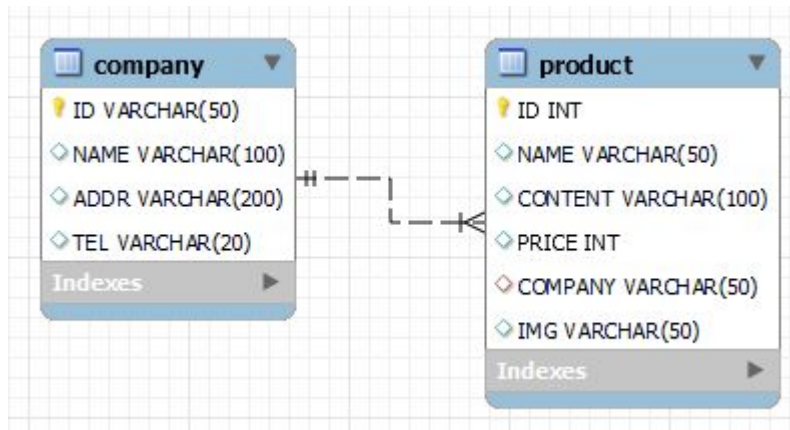 company
ID VARCHAR(50)
NAME VARCHAR(100)
ADDR VARCHAR(200)
TEL VARCHAR(20)
Indexes
product
ID INT
NAME VARCHAR(50)
CONTENT VARCHAR(100)
PRICE INT
COMPANY VARCHAR(50)
IMG VARCHAR(50)
Indexes